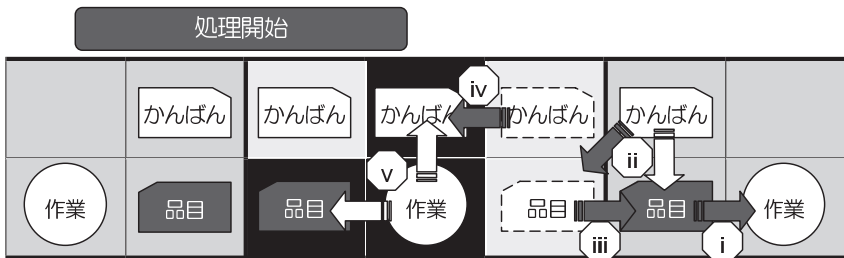 処理開始
かんばん かんばん かんばん iv かんばん かんばん
作業 品目 品目 v 作業 品目 iii 品目 ii i 作業